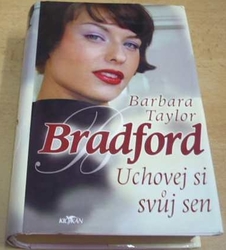 Barbara
Taylor
Bradford
Uchovej si
svůj sen